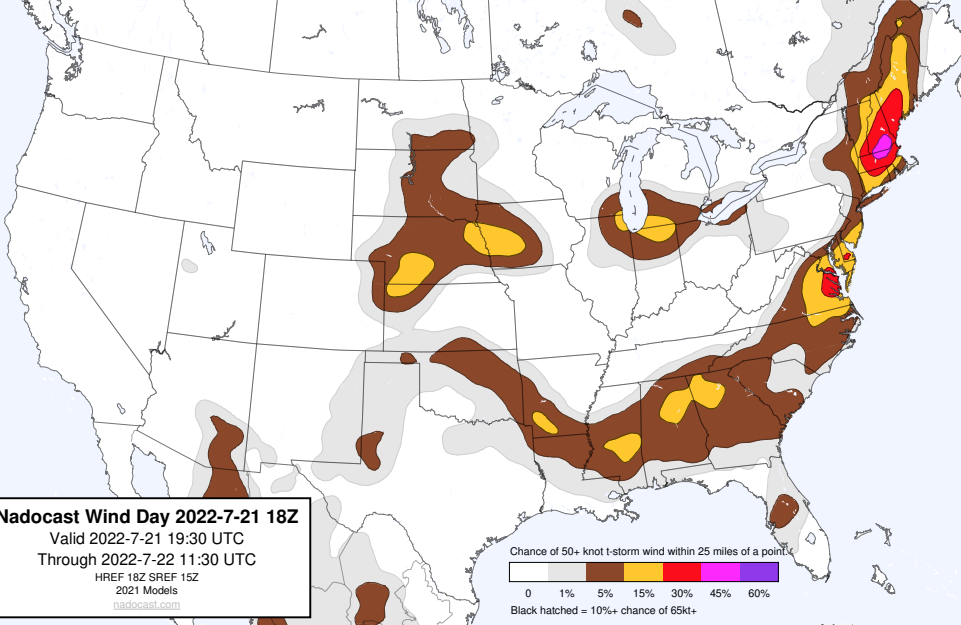 Nadocast Wind Day 2022-7-21 18Z
Valid 2022-7-21 19:30 UTC
Through 2022-7-22 11:30 UTC
HREF 18Z SREF 15Z
2021 Models
nadocast.com
Chance of 50+ knot t-storm wind within 25 miles of a point.
0 1% 5% 15% 30% 45% 60%
Black hatched = 10%+ chance of 65kt+